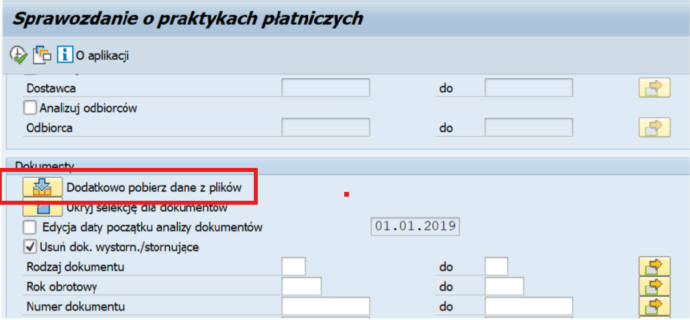 Sprawozdanie o praktykach płatniczych
O aplikacji
Dostawca do
Analizuj odbiorców
Odbiorca do
Dokumenty
Dodatkowo pobierz dane z plików
Ukryj selekcję dla dokumentów
Edycja daty początku analizy dokumentów 01.01.2019
Usuń dok. wystorn./stornujące
Rodzaj dokumentu do
Rok obrotowy do
Numer dokumentu do